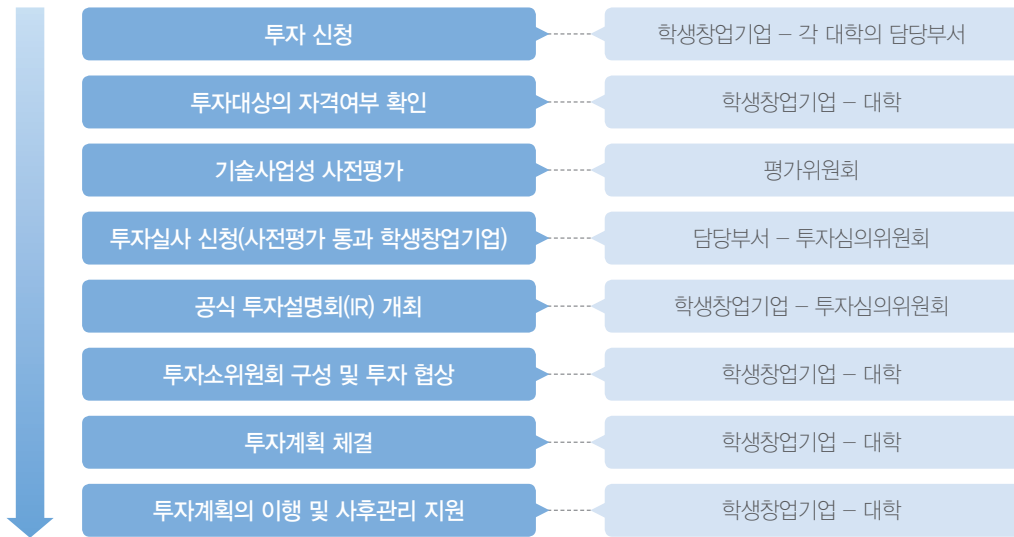 투자 신청
학생창업기업 – 각 대학의 담당부서
투자대상의 자격여부 확인
학생창업기업 – 대학
기술사업성 사전평가
평가위원회
투자실사 신청(사전평가 통과 학생창업기업)
담당부서 – 투자심의위원회
공식 투자설명회(IR) 개최
학생창업기업 – 투자심의위원회
투자소위원회 구성 및 투자 협상
학생창업기업 – 대학
투자계획 체결
학생창업기업 – 대학
투자계획의 이행 및 사후관리 지원
학생창업기업 – 대학